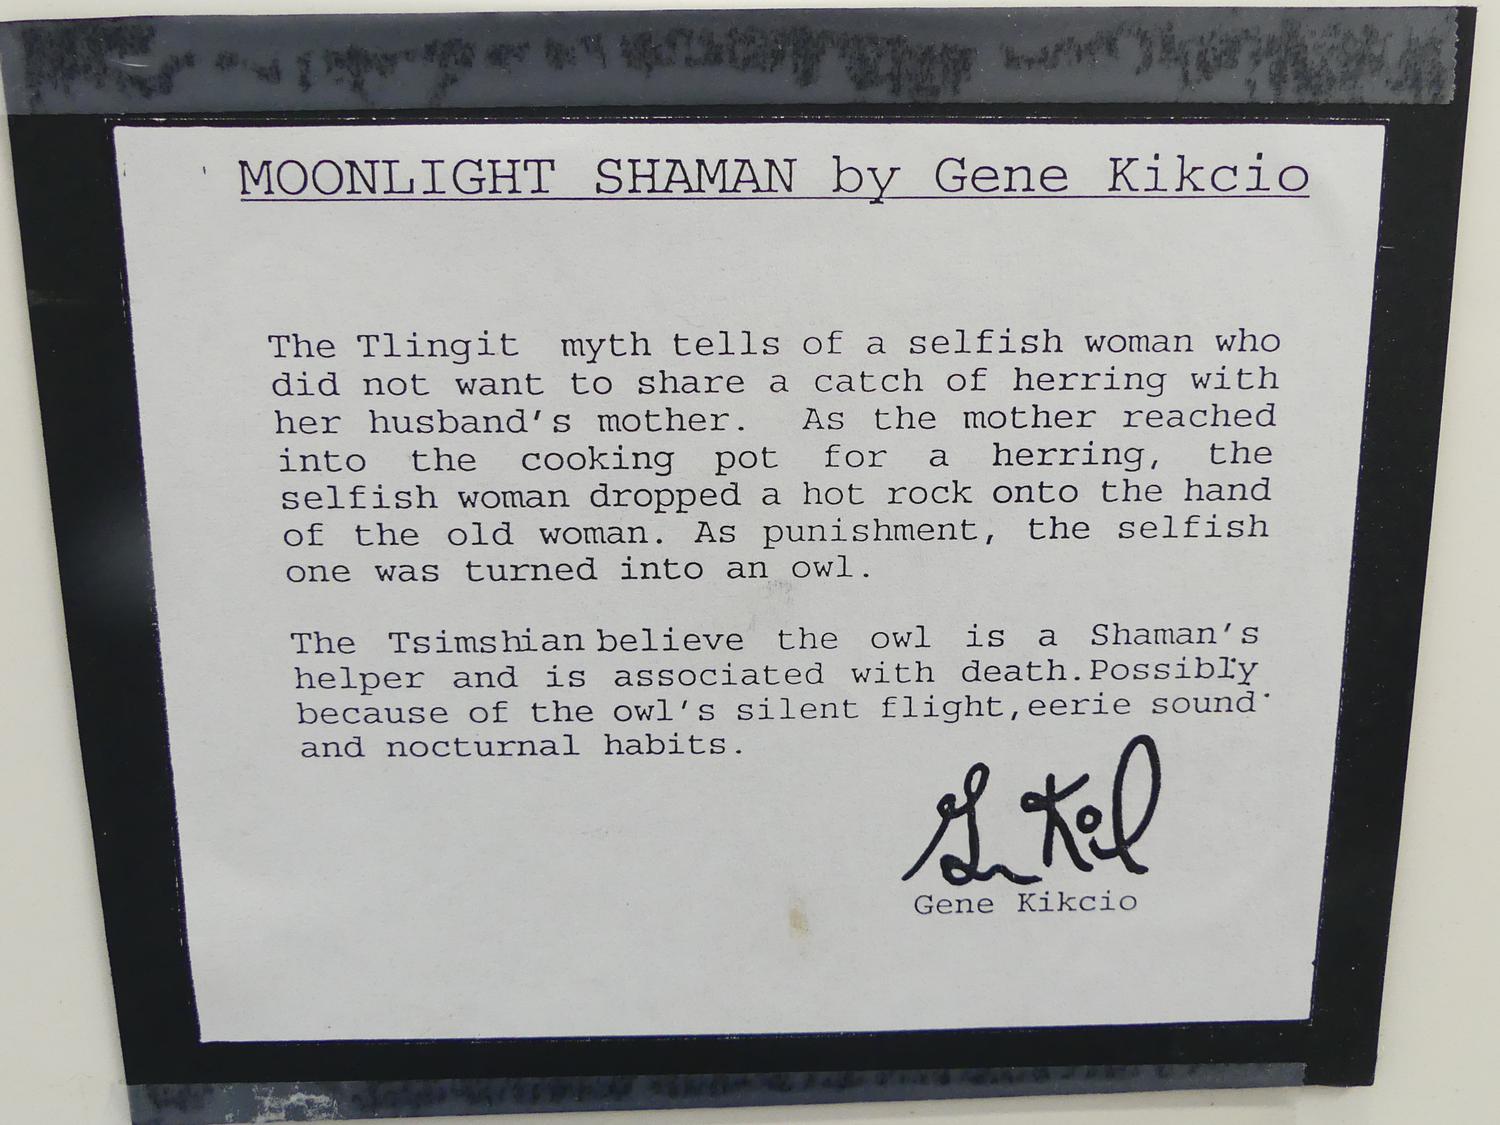 MOONLIGHT SHAMAN by Gene Kikcio
The Tlingit myth tells of a selfish woman who
did not want to share a catch of herring with
her husband's mother. As the mother reached
into the cooking pot for a herring, the
selfish woman dropped a hot rock onto the hand
of the old woman. As punishment, the selfish
one was turned into an owl.
The Tsimshian believe the owl is a Shaman's
helper and is associated with death.Possibly
because of the owl's silent flight,eerie sound
and nocturnal habits.
Gene Kikcio